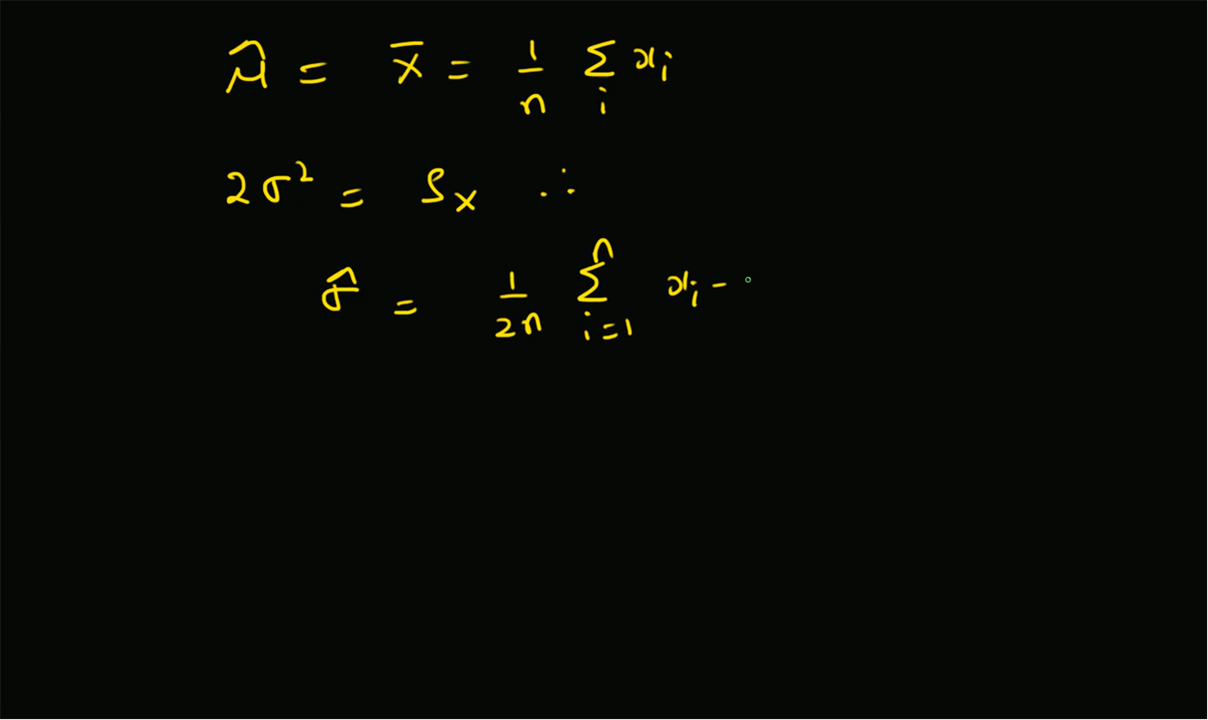 μ̂ = x̄ = 1/n Σ_i x_i
2σ² = S_x ∴
σ̂ = 1/2n Σ_{i=1}^{n} x_i -